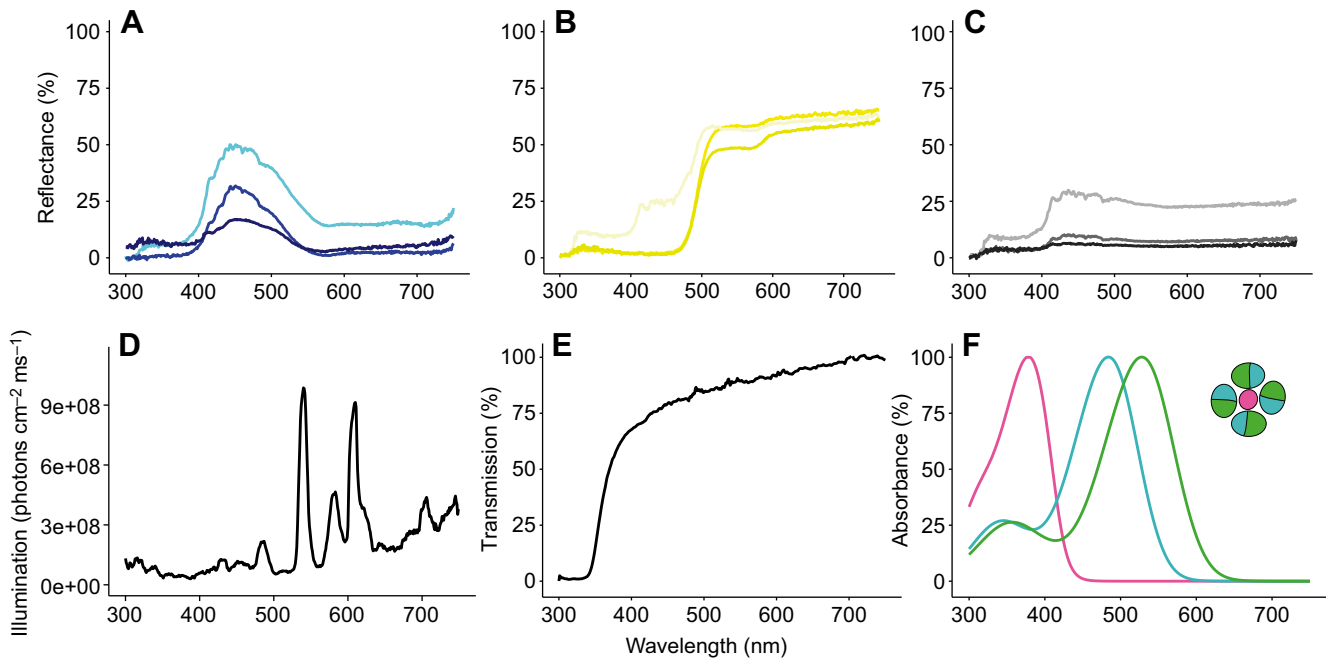 A
B
C
100
75
50
25
0
Reflectance (%)
300 400 500 600 700
100
75
50
25
0
300 400 500 600 700
100
75
50
25
0
300 400 500 600 700
D
E
F
9e+08
6e+08
3e+08
0e+00
Illumination (photons cm−2 ms−1)
300 400 500 600 700
100
75
50
25
0
Transmission (%)
300 400 500 600 700
100
75
50
25
0
Absorbance (%)
300 400 500 600 700
Wavelength (nm)